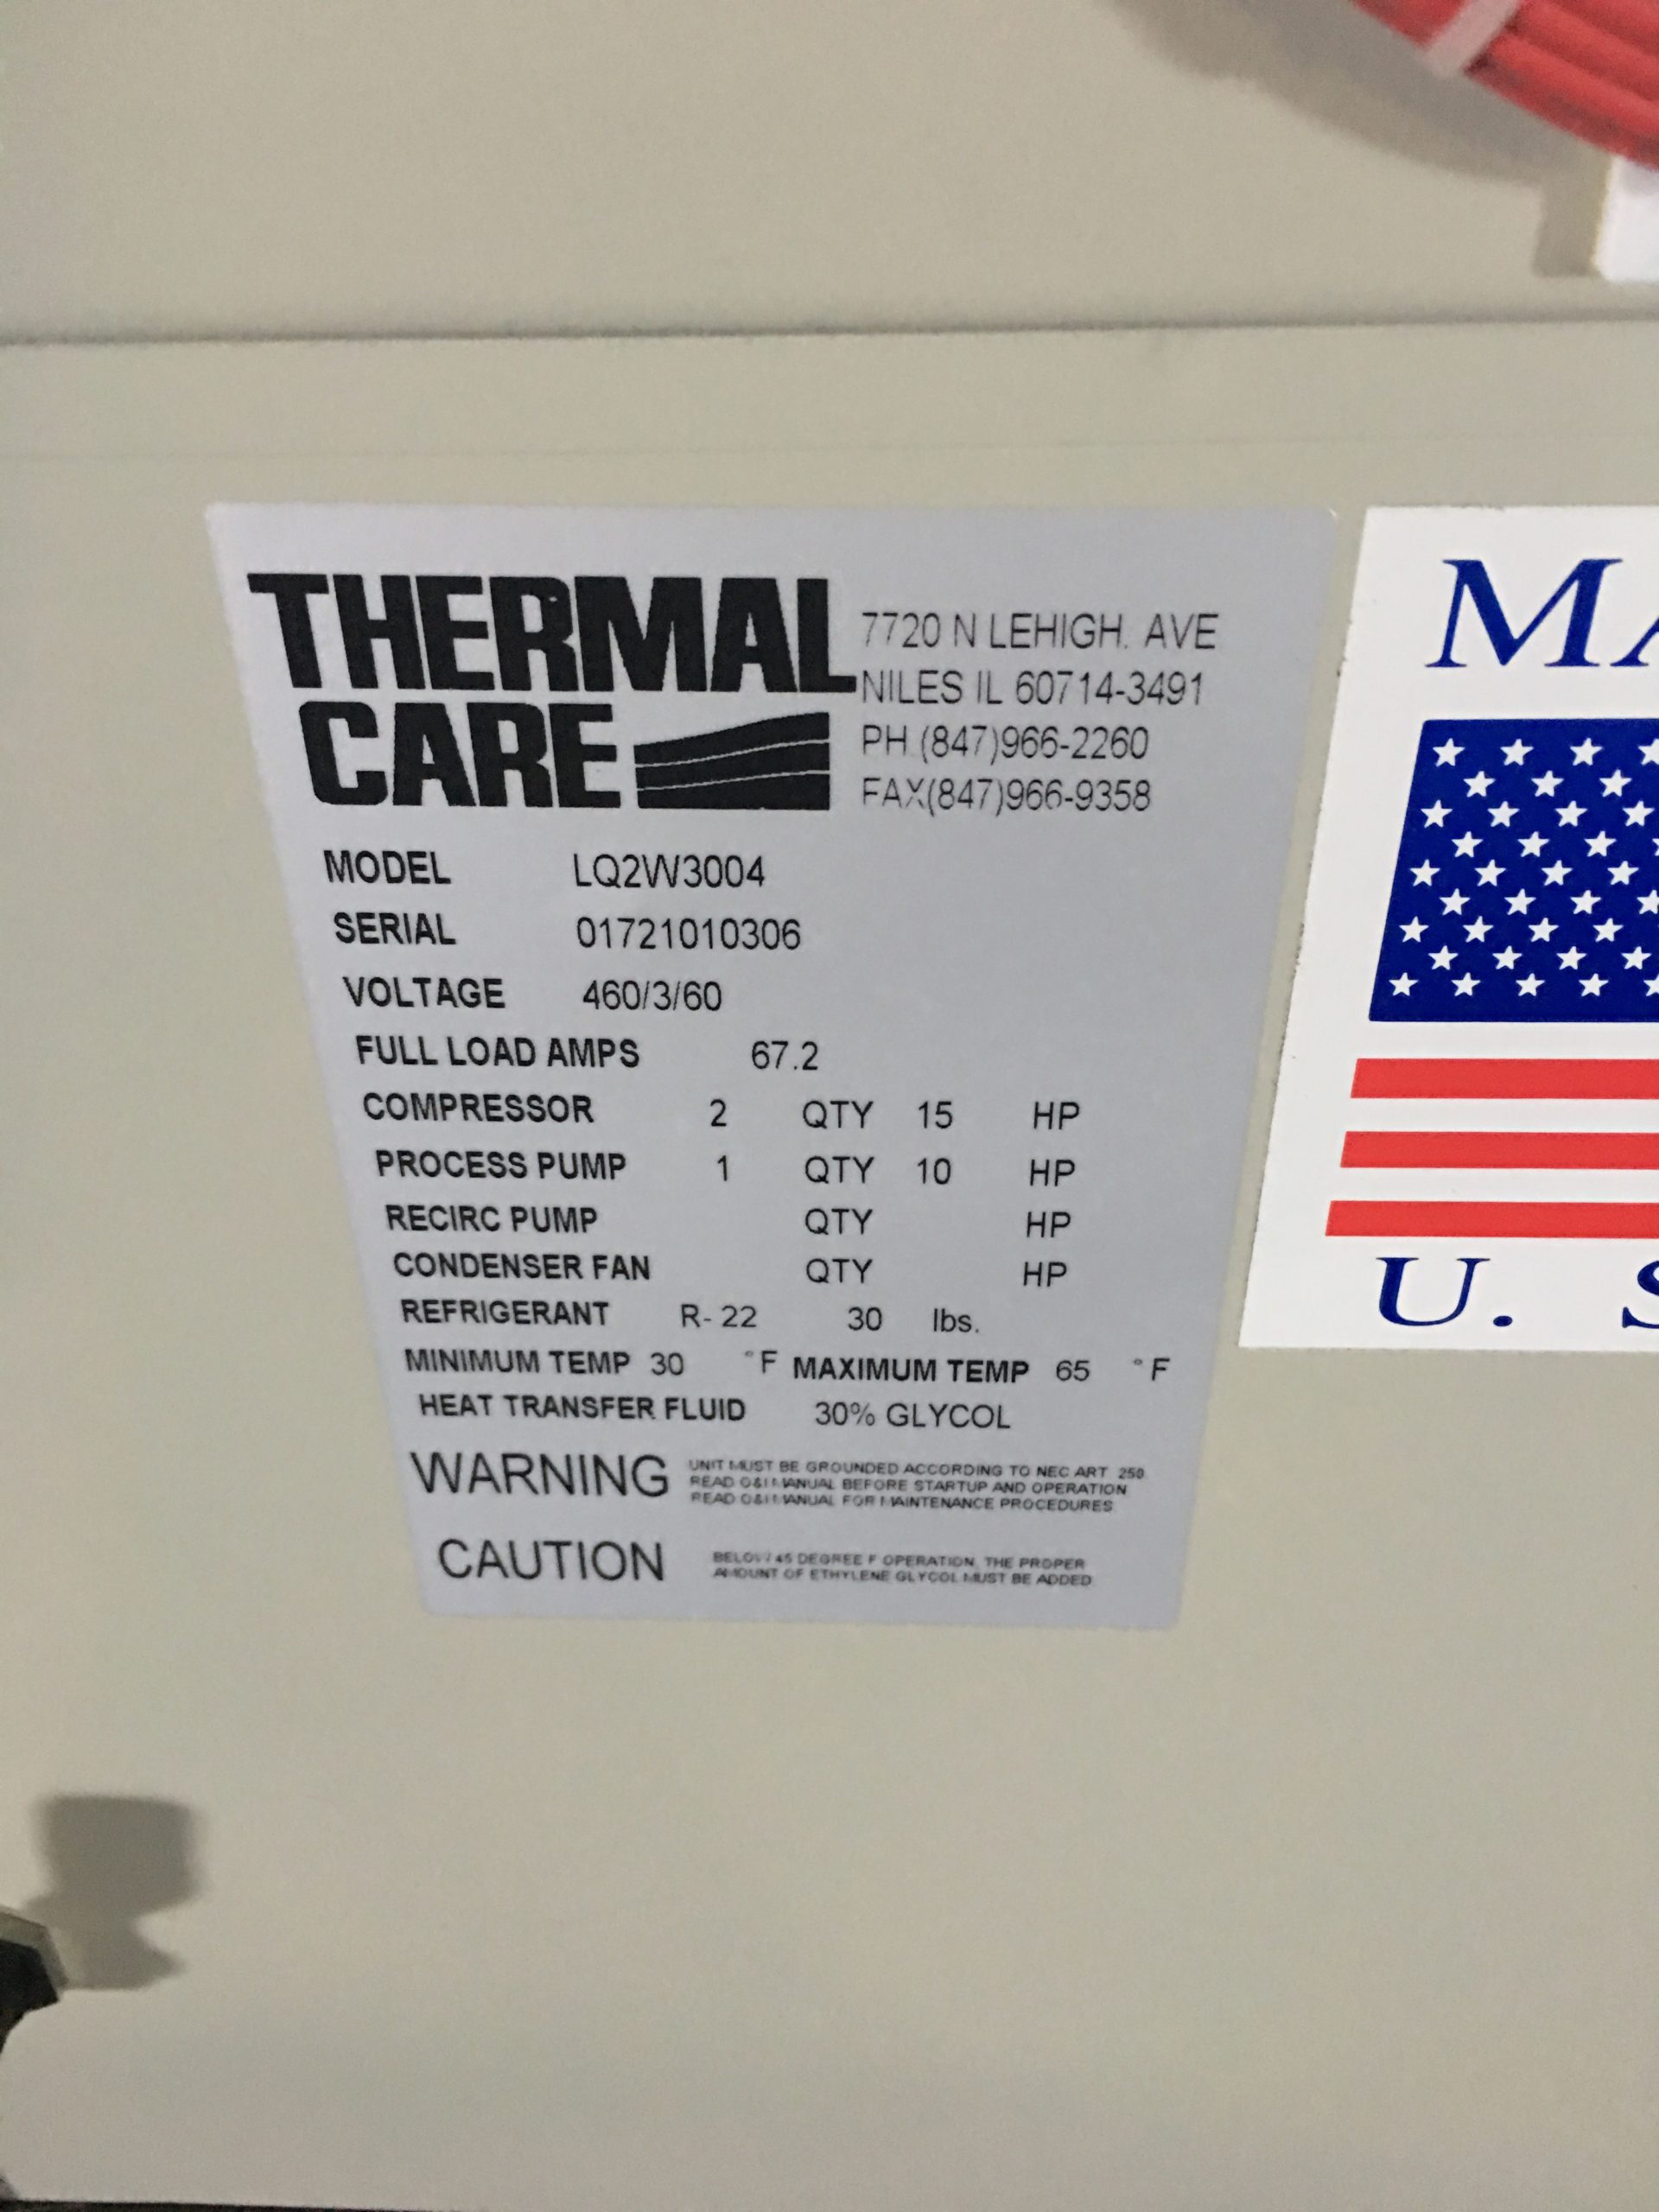 THERMAL
CARE
7720 N LEHIGH. AVE
NILES IL 60714-3491
PH (847)966-2260
FAX(847)966-9358
MODEL LQ2W3004
SERIAL 01721010306
VOLTAGE 460/3/60
FULL LOAD AMPS 67.2
COMPRESSOR 2 QTY 15 HP
PROCESS PUMP 1 QTY 10 HP
RECIRC PUMP QTY HP
CONDENSER FAN QTY HP
REFRIGERANT R-22 30 lbs.
MINIMUM TEMP 30 °F MAXIMUM TEMP 65 °F
HEAT TRANSFER FLUID 30% GLYCOL
WARNING UNIT MUST BE GROUNDED ACCORDING TO NEC ART 250
READ O&I MANUAL BEFORE STARTUP AND OPERATION
READ O&I MANUAL FOR MAINTENANCE PROCEDURES
CAUTION BELOW 45 DEGREE F OPERATION, THE PROPER
AMOUNT OF ETHYLENE GLYCOL MUST BE ADDED
MA
U. S